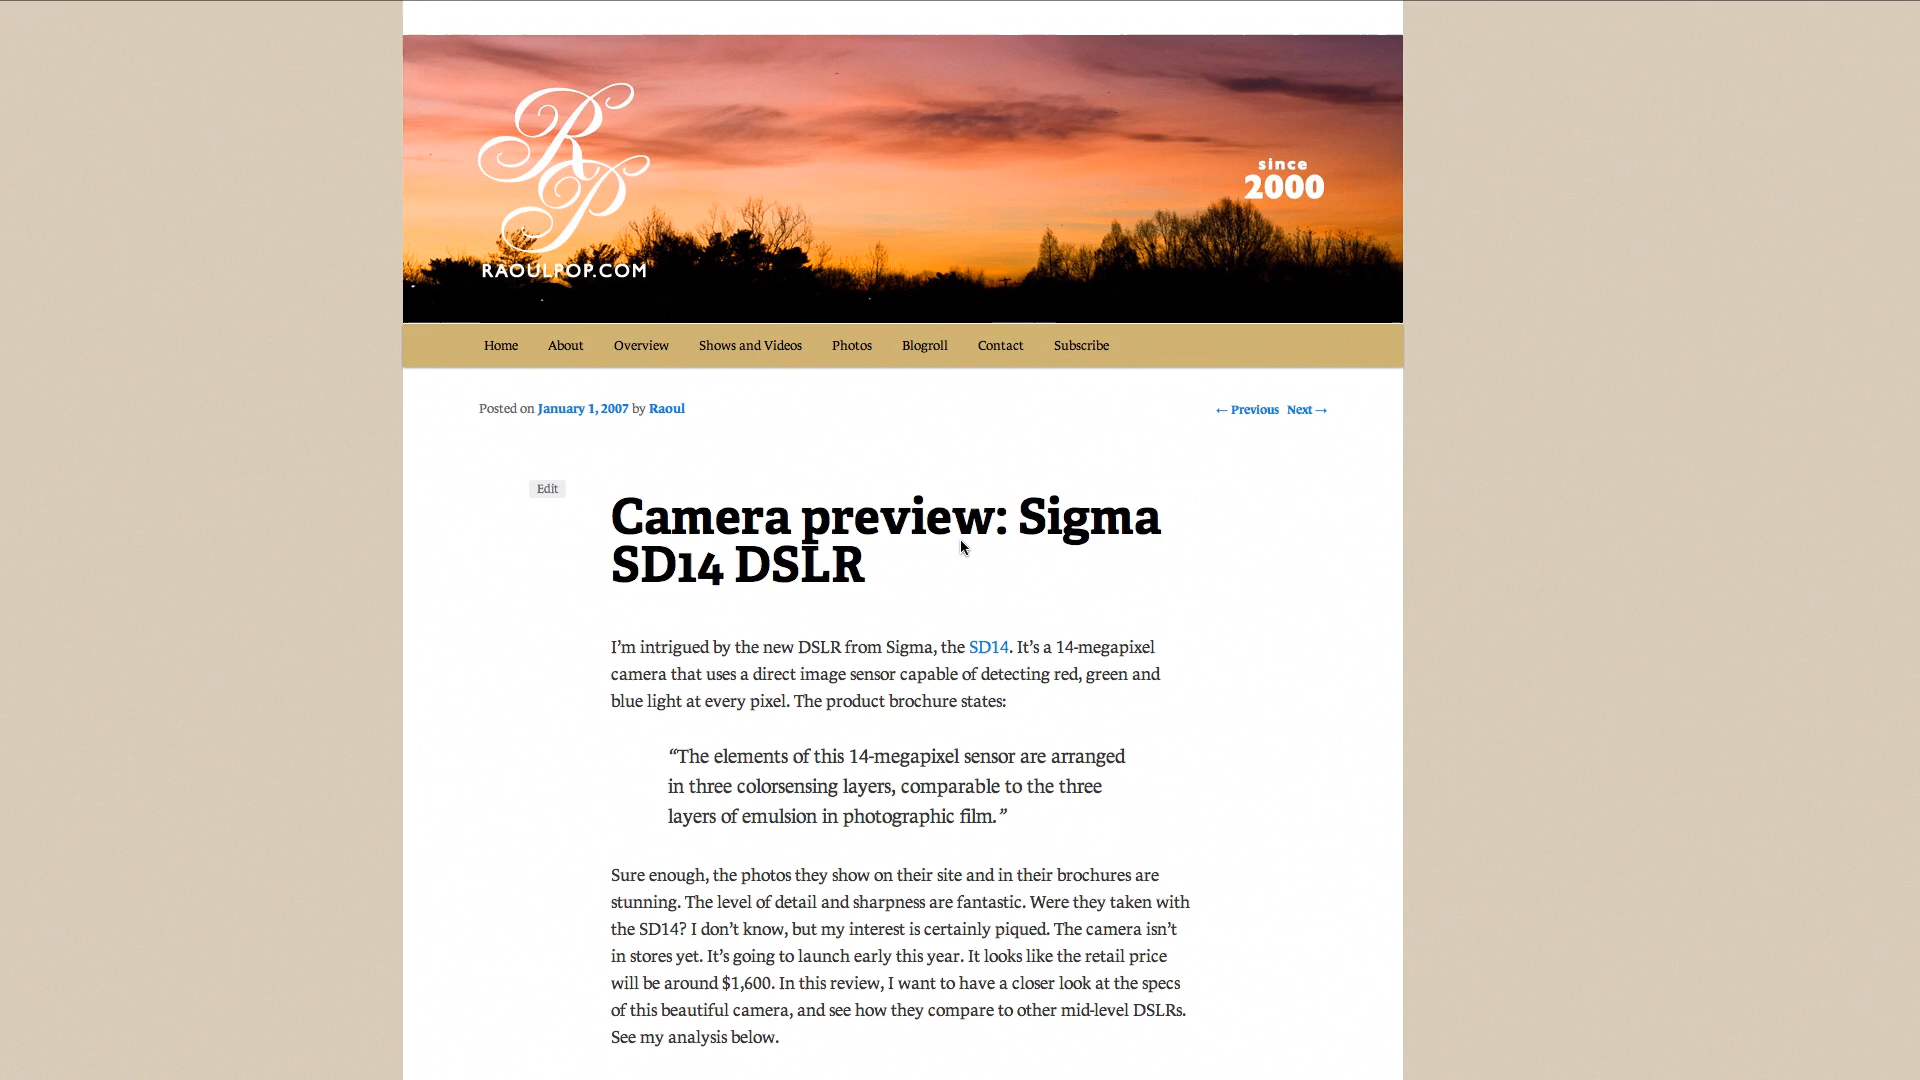 RP
since
2000
RAOULPOP.COM
Home About Overview Shows and Videos Photos Blogroll Contact Subscribe
Posted on January 1, 2007 by Raoul
← Previous Next →
Edit
Camera preview: Sigma
SD14 DSLR
I’m intrigued by the new DSLR from Sigma, the SD14. It’s a 14-megapixel
camera that uses a direct image sensor capable of detecting red, green and
blue light at every pixel. The product brochure states:
“The elements of this 14-megapixel sensor are arranged
in three colorsensing layers, comparable to the three
layers of emulsion in photographic film.”
Sure enough, the photos they show on their site and in their brochures are
stunning. The level of detail and sharpness are fantastic. Were they taken with
the SD14? I don’t know, but my interest is certainly piqued. The camera isn’t
in stores yet. It’s going to launch early this year. It looks like the retail price
will be around $1,600. In this review, I want to have a closer look at the specs
of this beautiful camera, and see how they compare to other mid-level DSLRs.
See my analysis below.